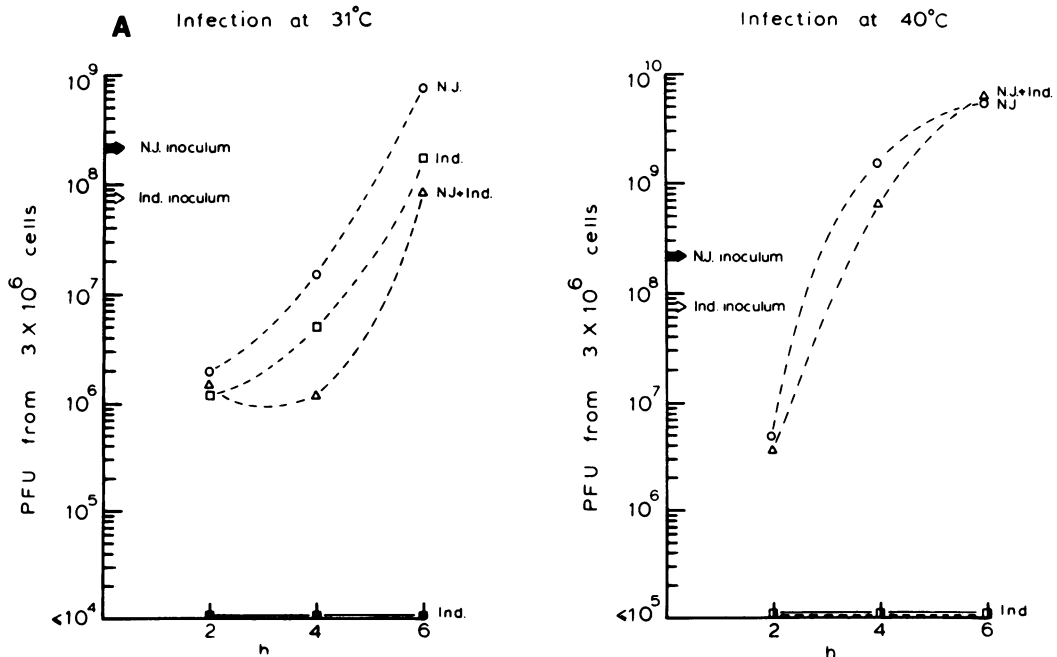 A
Infection at 31°C
PFU from 3 X 10⁶ cells
10⁹
10⁸
10⁷
10⁶
10⁵
<10⁴
N.J. inoculum
Ind. inoculum
N.J.
Ind.
NJ+Ind.
Ind.
2 4 6
h
Infection at 40°C
PFU from 3 X 10⁶ cells
10¹⁰
10⁹
10⁸
10⁷
10⁶
<10⁵
N.J. inoculum
Ind. inoculum
N.J.+Ind.
NJ
Ind
2 4 6
h